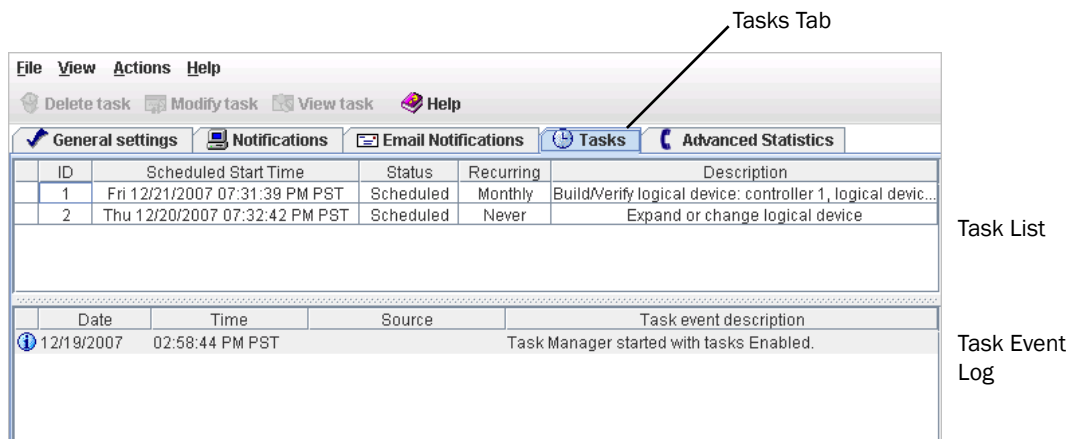 Tasks Tab
File View Actions Help
Delete task Modify task View task Help
General settings Notifications Email Notifications Tasks Advanced Statistics
ID Scheduled Start Time Status Recurring Description
1 Fri 12/21/2007 07:31:39 PM PST Scheduled Monthly Build/Verify logical device: controller 1, logical devic...
2 Thu 12/20/2007 07:32:42 PM PST Scheduled Never Expand or change logical device
Task List
Date Time Source Task event description
12/19/2007 02:58:44 PM PST Task Manager started with tasks Enabled.
Task Event
Log